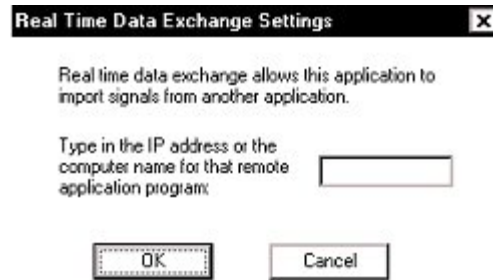 Real Time Data Exchange Settings
Real time data exchange allows this application to
import signals from another application.
Type in the IP address or the
computer name for that remote
application program:
OK
Cancel